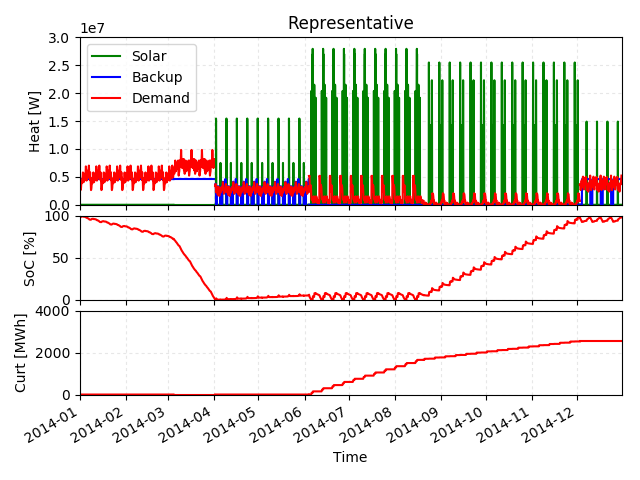 Representative
1e7
3.0
2.5
2.0
1.5
1.0
0.5
0.0
Heat [W]
Solar
Backup
Demand
100
50
0
SoC [%]
4000
2000
0
Curt [MWh]
2014-01
2014-02
2014-03
2014-04
2014-05
2014-06
2014-07
2014-08
2014-09
2014-10
2014-11
2014-12
Time